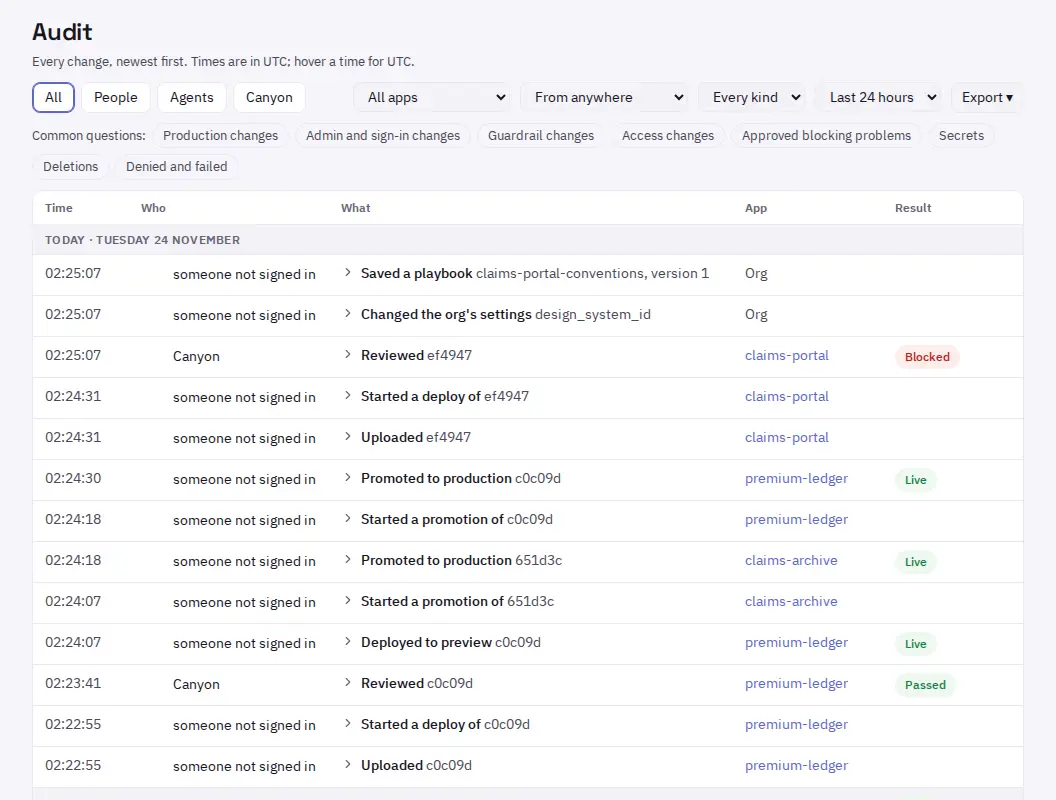 Audit
Every change, newest first. Times are in UTC; hover a time for UTC.
All People Agents Canyon All apps From anywhere Every kind Last 24 hours Export ▾
Common questions: Production changes Admin and sign-in changes Guardrail changes Access changes Approved blocking problems Secrets
Deletions Denied and failed
Time Who What App Result
TODAY · TUESDAY 24 NOVEMBER
02:25:07 someone not signed in Saved a playbook claims-portal-conventions, version 1 Org
02:25:07 someone not signed in Changed the org's settings design_system_id Org
02:25:07 Canyon Reviewed ef4947 claims-portal Blocked
02:24:31 someone not signed in Started a deploy of ef4947 claims-portal
02:24:31 someone not signed in Uploaded ef4947 claims-portal
02:24:30 someone not signed in Promoted to production c0c09d premium-ledger Live
02:24:18 someone not signed in Started a promotion of c0c09d premium-ledger
02:24:18 someone not signed in Promoted to production 651d3c claims-archive Live
02:24:07 someone not signed in Started a promotion of 651d3c claims-archive
02:24:07 someone not signed in Deployed to preview c0c09d premium-ledger Live
02:23:41 Canyon Reviewed c0c09d premium-ledger Passed
02:22:55 someone not signed in Started a deploy of c0c09d premium-ledger
02:22:55 someone not signed in Uploaded c0c09d premium-ledger